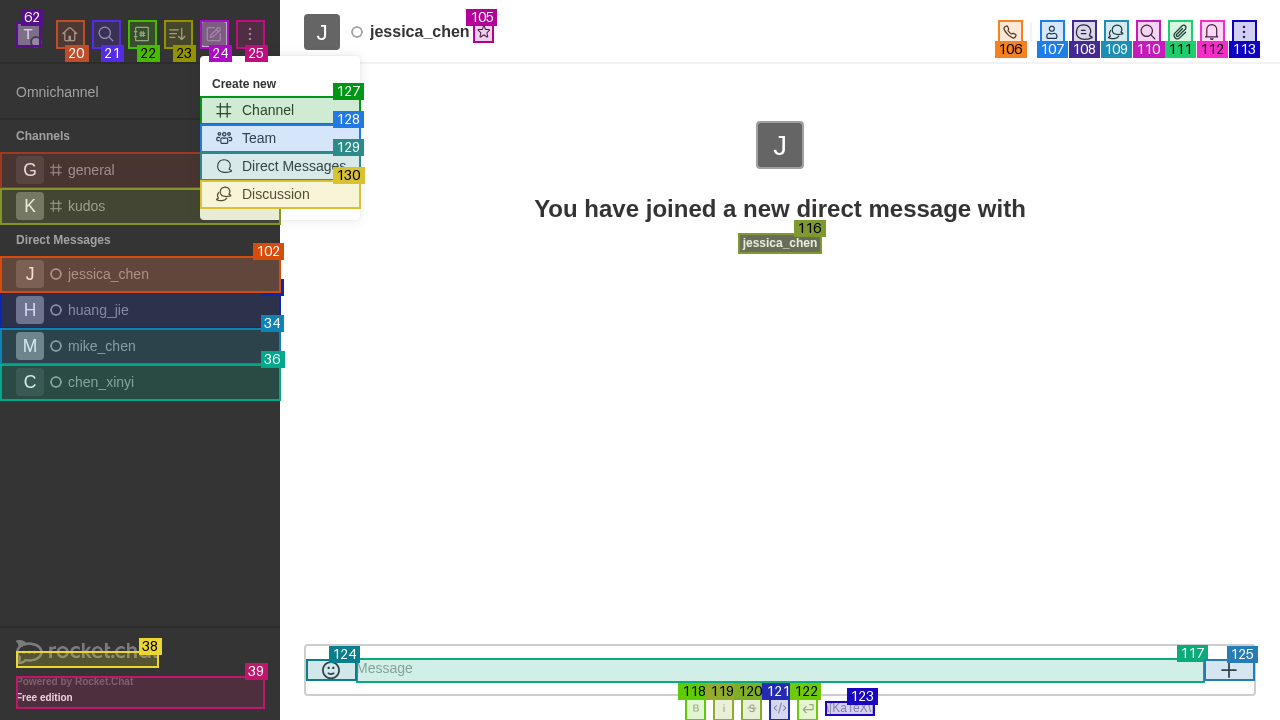 62
T
20
21
22
23
24
25
J
jessica_chen
105
106
107
108
109
110
111
112
113
Create new
Channel
127
Team
128
Direct Messages
129
Discussion
130
Omnichannel
Channels
G general
K kudos
Direct Messages
102
J jessica_chen
H huang_jie
34
M mike_chen
36
C chen_xinyi
J
You have joined a new direct message with
116
jessica_chen
38
rocket.cha
Powered by Rocket.Chat
39
Free edition
124
Message
117
125
118
119
120
121
122
123
B
i
S
</>
\KaTeX\